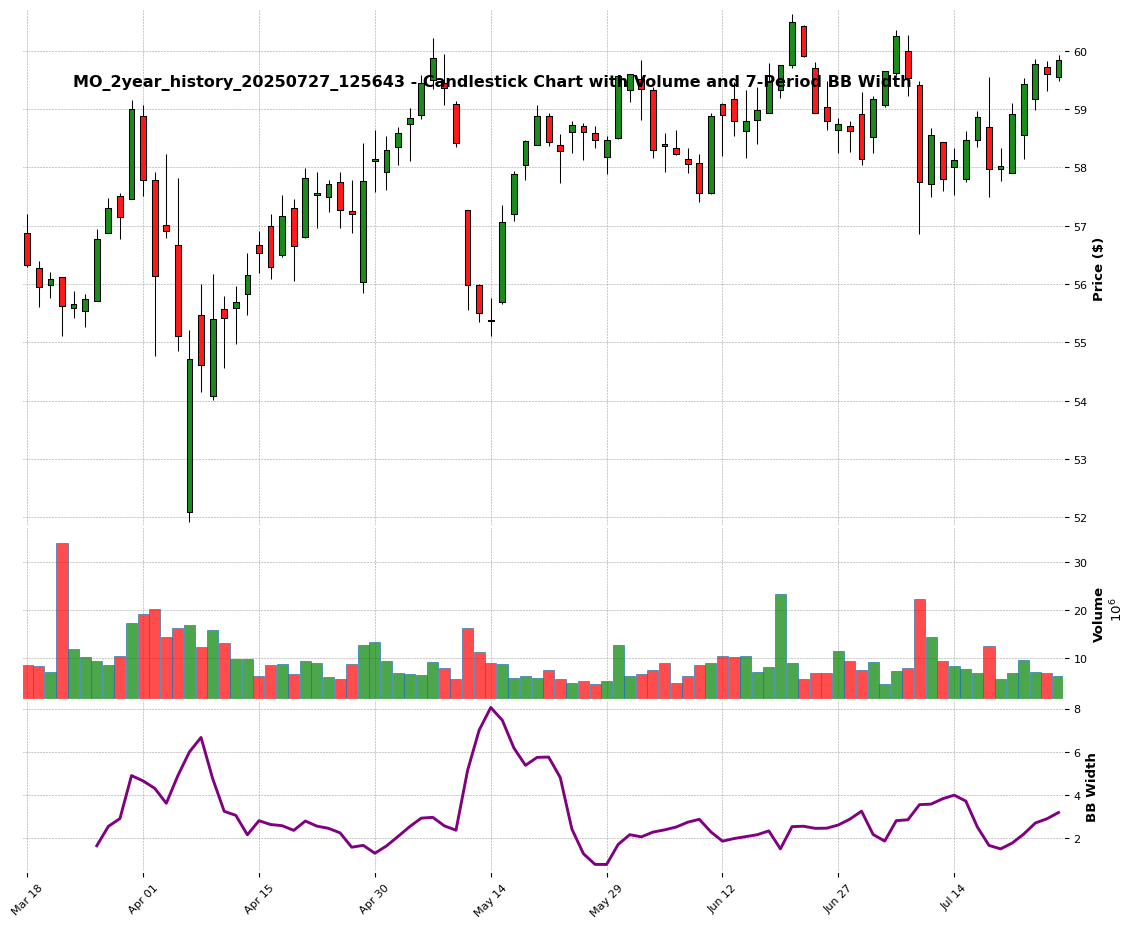 MO_2year_history_20250727_125643 - Candlestick Chart with Volume and 7-Period BB Width
60
59
58
57
56
55
54
53
52
Price ($)
30
20
10
Volume
10^6
8
6
4
2
BB Width
Mar 18
Apr 01
Apr 15
Apr 30
May 14
May 29
Jun 12
Jun 27
Jul 14